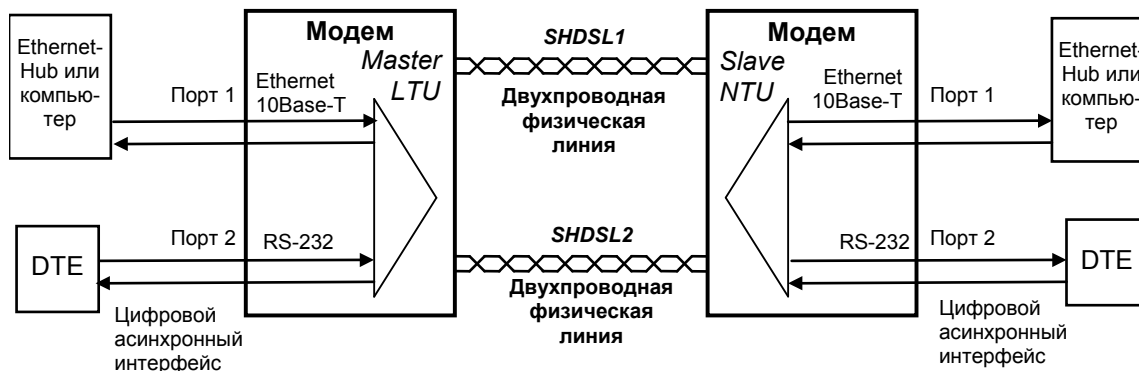 Ethernet-
Hub или
компью-
тер
Порт 1
Модем
Master
LTU
Ethernet
10Base-T
SHDSL1
Двухпроводная
физическая
линия
Модем
Slave
NTU
Ethernet
10Base-T
Порт 1
Ethernet-
Hub или
компью-
тер
DTE
Порт 2
RS-232
Цифровой
асинхронный
интерфейс
SHDSL2
Двухпроводная
физическая
линия
RS-232
Порт 2
DTE
Цифровой
асинхронный
интерфейс